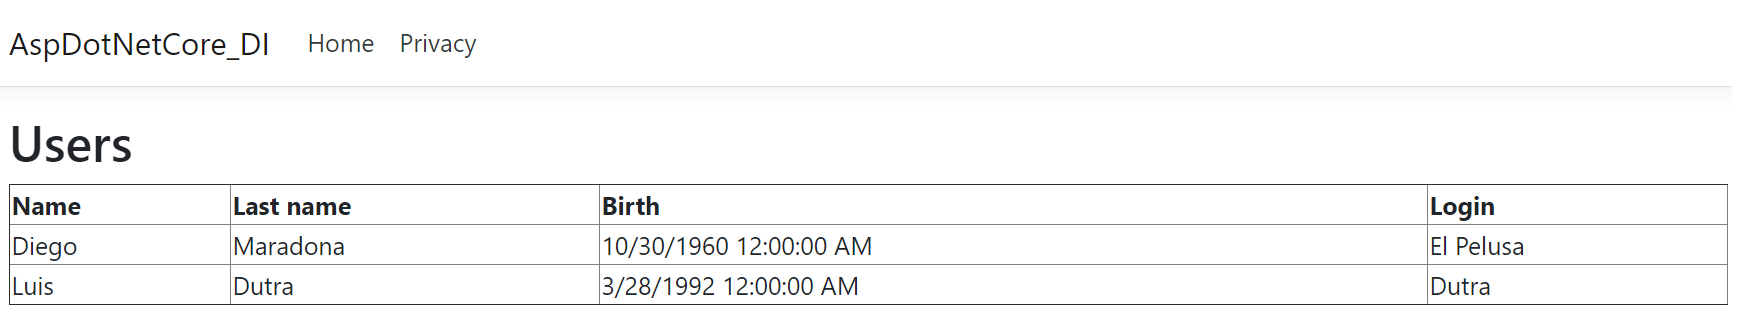 AspDotNetCore_DI Home Privacy
Users
Name Last name Birth Login
Diego Maradona 10/30/1960 12:00:00 AM El Pelusa
Luis Dutra 3/28/1992 12:00:00 AM Dutra